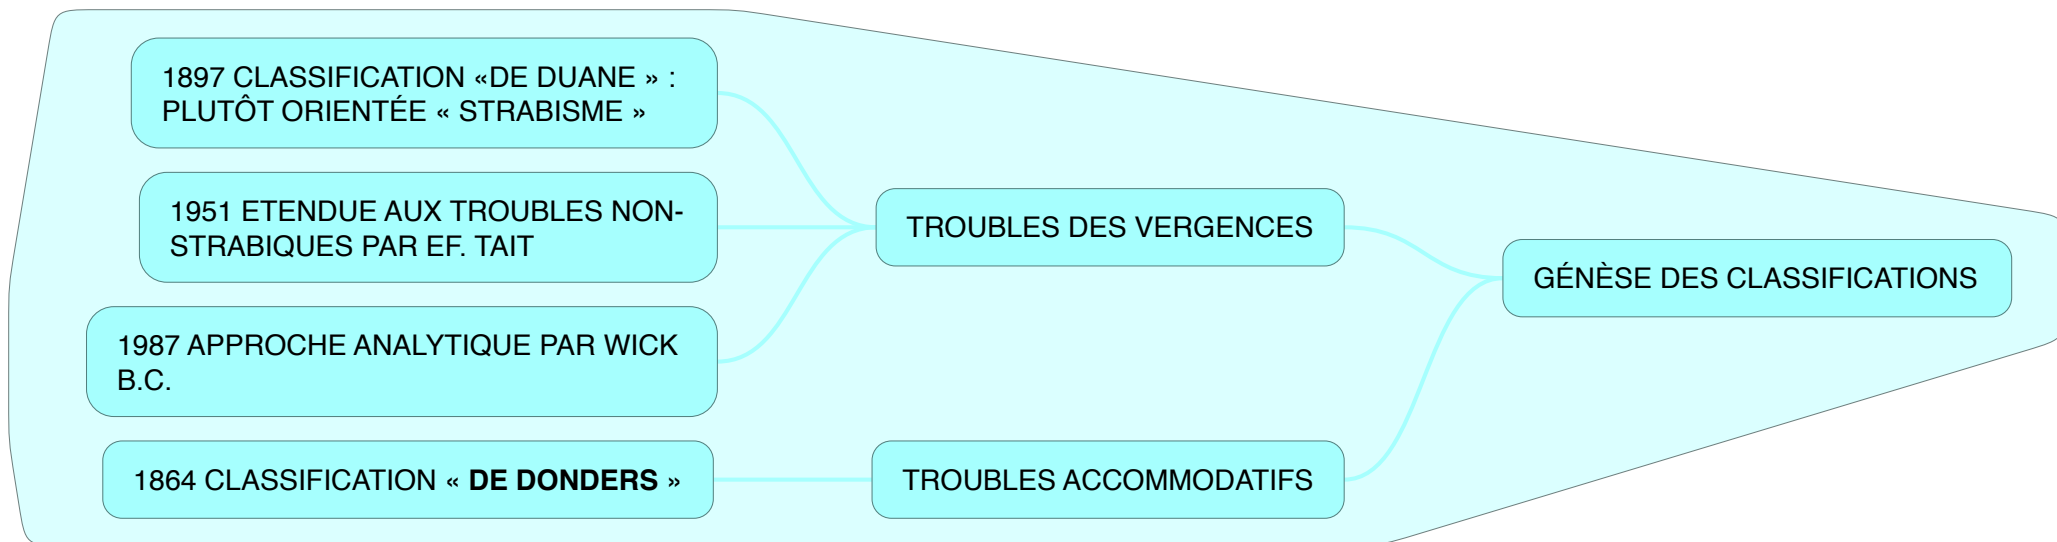 1897 CLASSIFICATION «DE DUANE » :
PLUTÔT ORIENTÉE « STRABISME »
1951 ETENDUE AUX TROUBLES NON-
STRABIQUES PAR EF. TAIT
1987 APPROCHE ANALYTIQUE PAR WICK
B.C.
1864 CLASSIFICATION « DE DONDERS »
TROUBLES DES VERGENCES
TROUBLES ACCOMMODATIFS
GÉNÈSE DES CLASSIFICATIONS